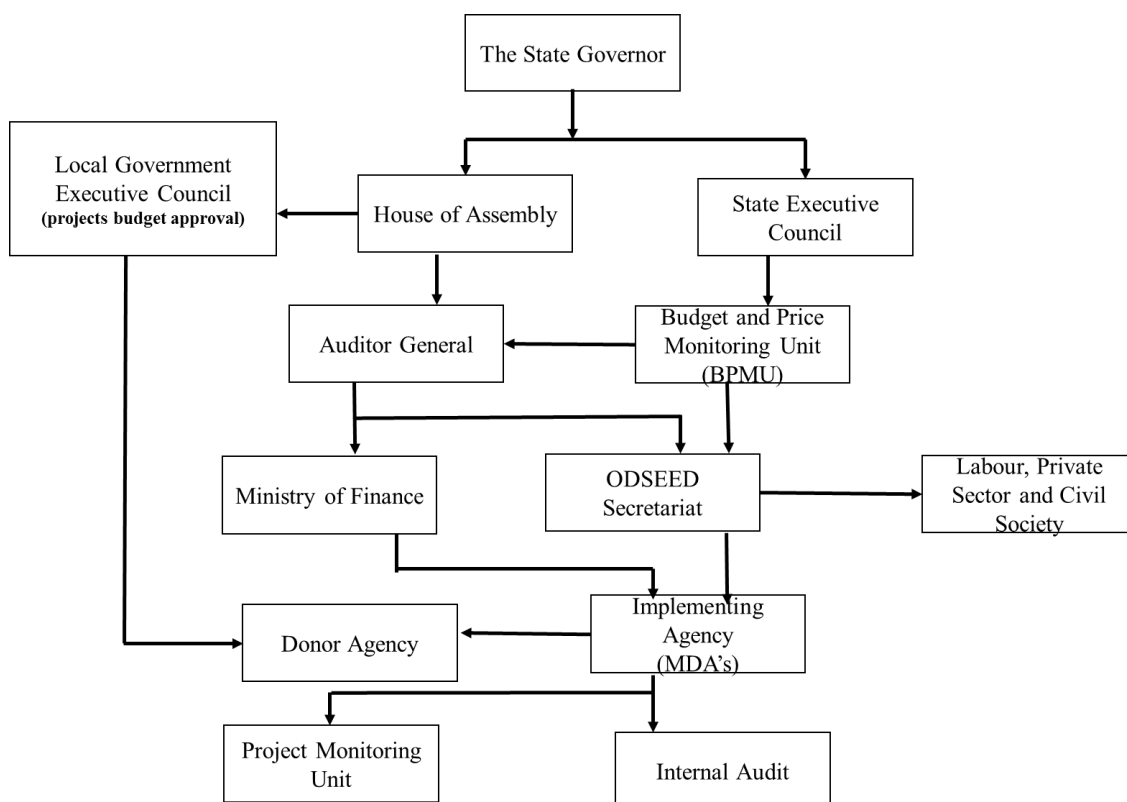 The State Governor
Local Government
Executive Council
(projects budget approval)
House of Assembly
State Executive
Council
Auditor General
Budget and Price
Monitoring Unit
(BPMU)
Ministry of Finance
ODSEED
Secretariat
Labour, Private
Sector and Civil
Society
Donor Agency
Implementing
Agency
(MDA’s)
Project Monitoring
Unit
Internal Audit